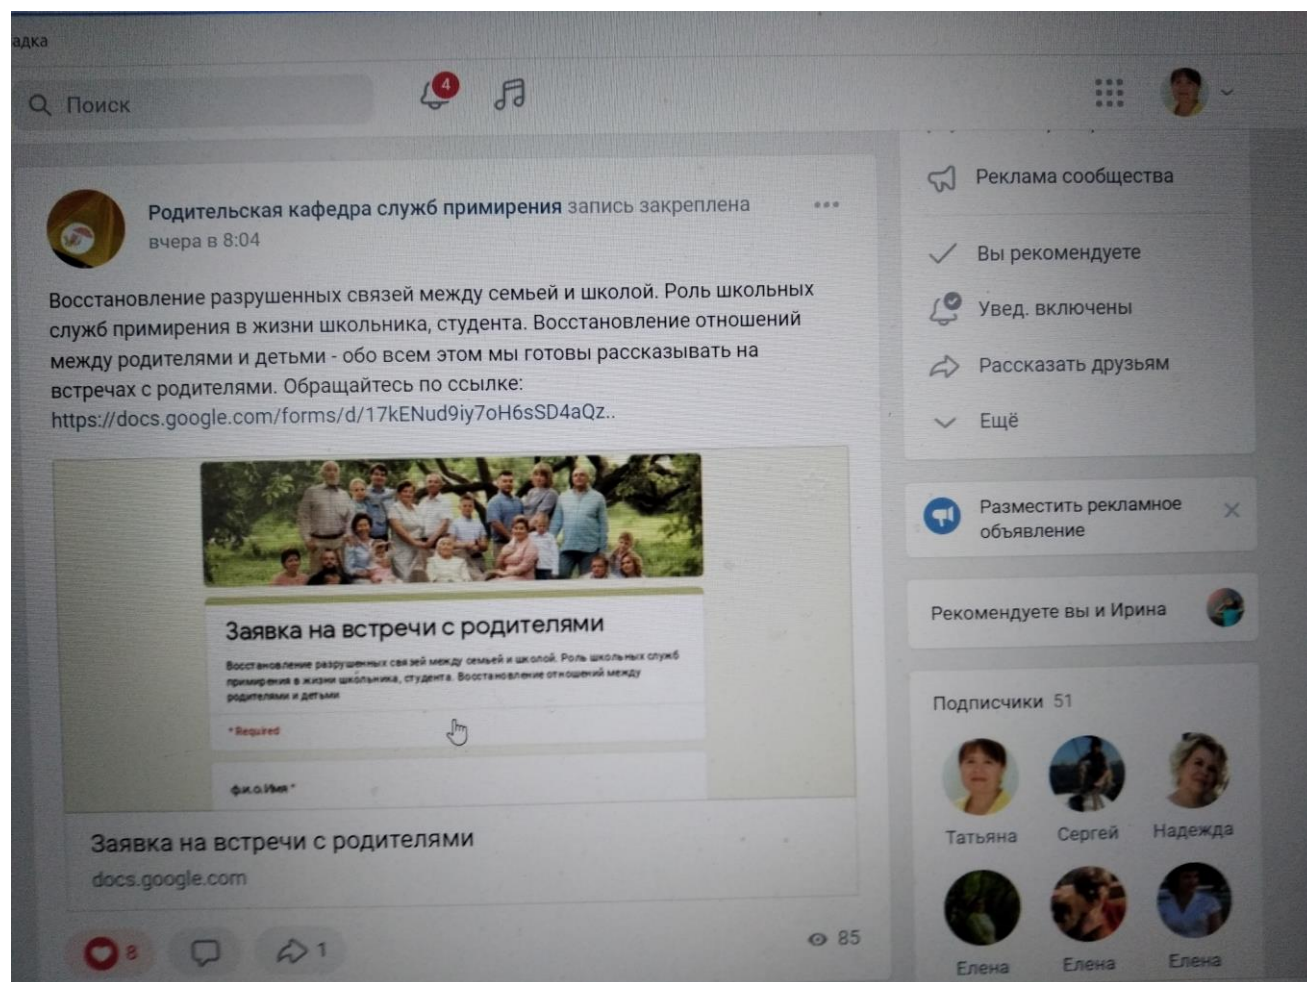 адка
Поиск
4
Родительская кафедра служб примирения запись закреплена
вчера в 8:04
Восстановление разрушенных связей между семьей и школой. Роль школьных
служб примирения в жизни школьника, студента. Восстановление отношений
между родителями и детьми - обо всем этом мы готовы рассказывать на
встречах с родителями. Обращайтесь по ссылке:
https://docs.google.com/forms/d/17kENud9iy7oH6sSD4aQz..
Заявка на встречи с родителями
Восстановление разрушенных связей между семьей и школой. Роль школьных служб
примирения в жизни школьника, студента. Восстановление отношений между
родителями и детьми
* Required
ф.и.о.Имя *
Заявка на встречи с родителями
docs.google.com
8
1
85
Реклама сообщества
Вы рекомендуете
Увед. включены
Рассказать друзьям
Ещё
Разместить рекламное
объявление
Рекомендуете вы и Ирина
Подписчики 51
Татьяна Сергей Надежда
Елена Елена Елена